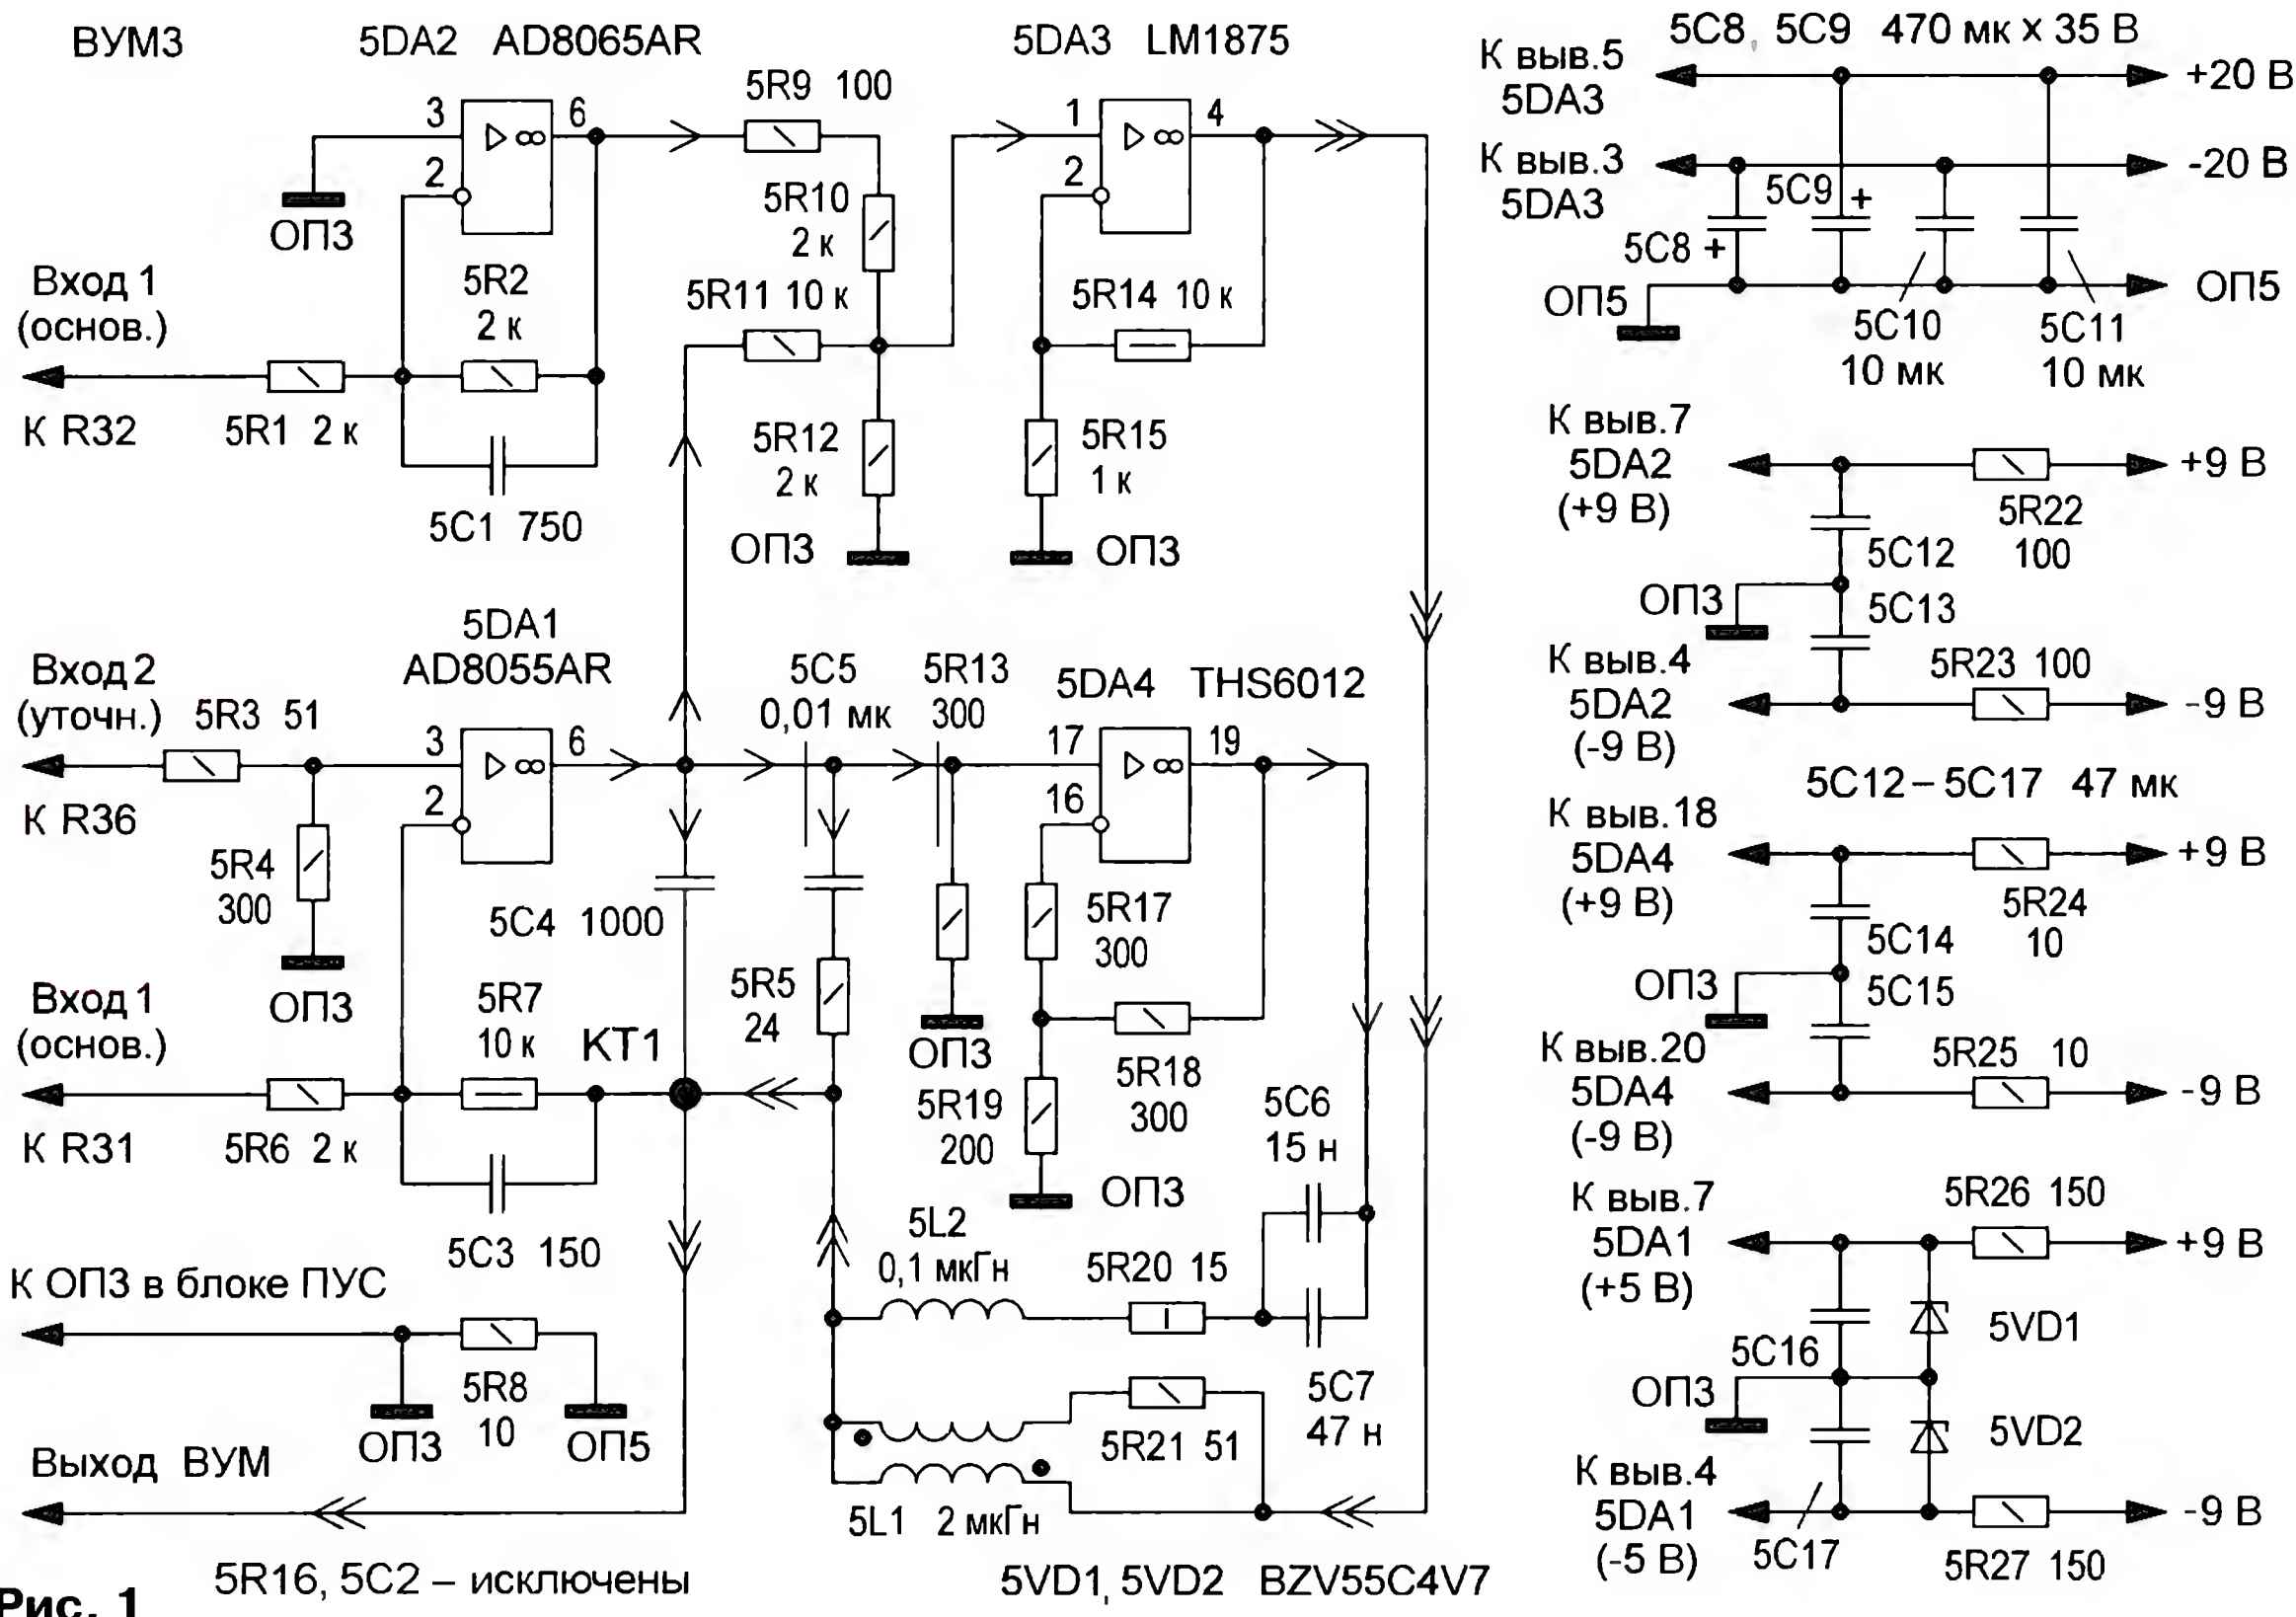 ВУМ3
5DA2 AD8065AR
3
6
2
▷ ∞
ОП3
5R9 100
5R10
2 к
5R11 10 к
5R12
2 к
ОП3
5DA3 LM1875
1
4
2
▷ ∞
5R14 10 к
5R15
1 к
ОП3
Вход 1
(основ.)
К R32
5R1 2 к
5R2
2 к
5C1 750
5DA1
AD8055AR
3
6
2
▷ ∞
Вход 2
(уточн.)
5R3 51
К R36
5R4
300
ОП3
5C4 1000
5C5
0,01 мк
5R13
300
5DA4 THS6012
17
19
16
▷ ∞
5R17
300
5R5
24
ОП3
5R18
300
5R19
200
ОП3
Вход 1
(основ.)
К R31
5R6 2 к
5R7
10 к
КТ1
5C3 150
5C6
15 н
5L2
0,1 мкГн
5R20 15
5C7
47 н
5R21 51
5L1 2 мкГн
К ОП3 в блоке ПУС
5R8
10
ОП3
ОП5
Выход ВУМ
5R16, 5C2 – исключены
5VD1, 5VD2 BZV55C4V7
Рис. 1
5C8, 5C9 470 мк x 35 В
К выв.5
5DA3
+20 В
К выв.3
5DA3
-20 В
5C9 +
5C8 +
ОП5
ОП5
5C10
10 мк
5C11
10 мк
К выв.7
5DA2
(+9 В)
+9 В
5R22
100
5C12
ОП3
5C13
К выв.4
5DA2
(-9 В)
5R23 100
-9 В
5C12 – 5C17 47 мк
К выв.18
5DA4
(+9 В)
+9 В
5R24
10
5C14
ОП3
5C15
К выв.20
5DA4
(-9 В)
5R25 10
-9 В
К выв.7
5DA1
(+5 В)
5R26 150
+9 В
5VD1
5C16
ОП3
5VD2
К выв.4
5DA1
(-5 В)
5C17
-9 В
5R27 150